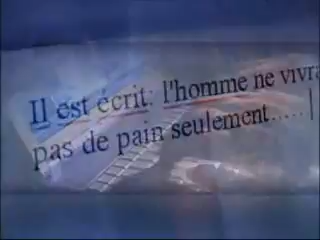 Il est écrit: l'homme ne vivra
pas de pain seulement.....|